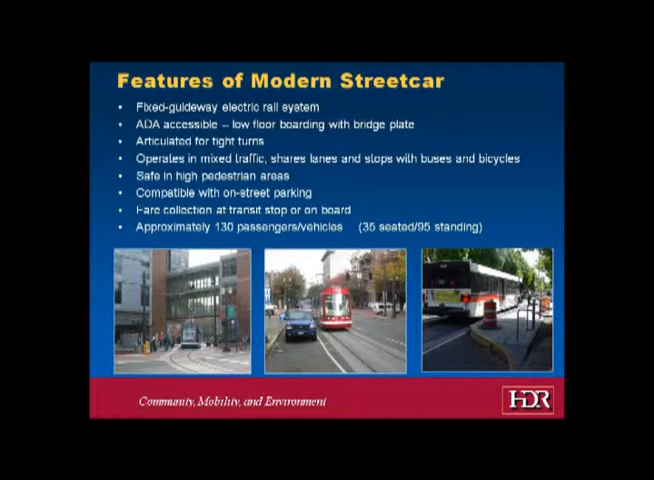 Features of Modern Streetcar
• Fixed-guideway electric rail system
• ADA accessible – low floor boarding with bridge plate
• Articulated for tight turns
• Operates in mixed traffic, shares lanes and stops with buses and bicycles
• Safe in high pedestrian areas
• Compatible with on-street parking
• Fare collection at transit stop or on board
• Approximately 130 passengers/vehicles (35 seated/95 standing)
Community, Mobility, and Environment
HDR